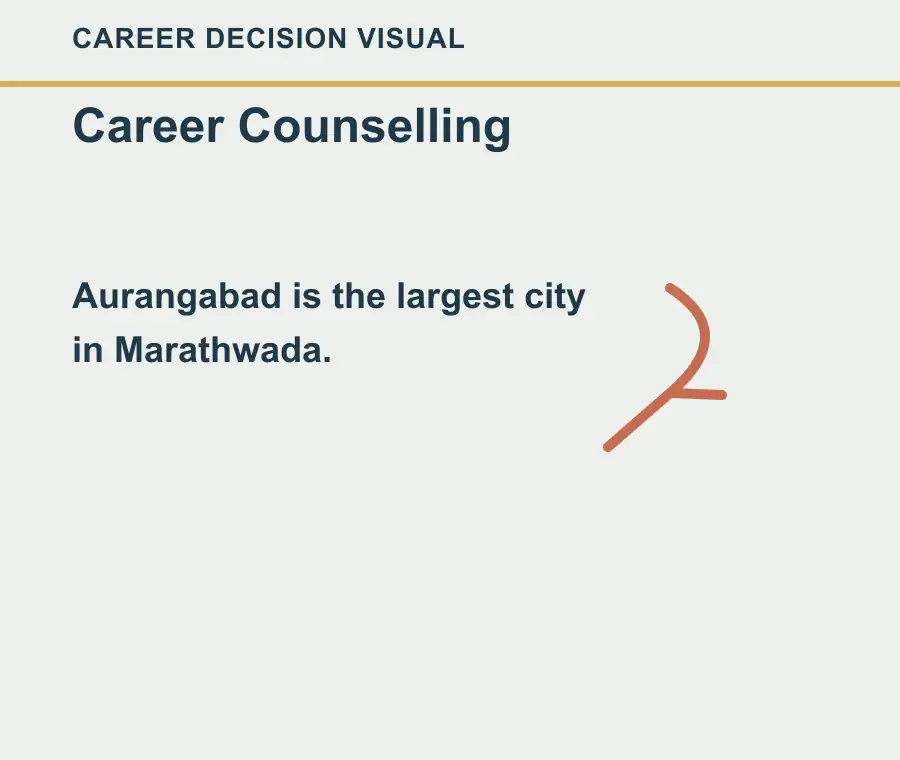 CAREER DECISION VISUAL
Career Counselling
Aurangabad is the largest city
in Marathwada.